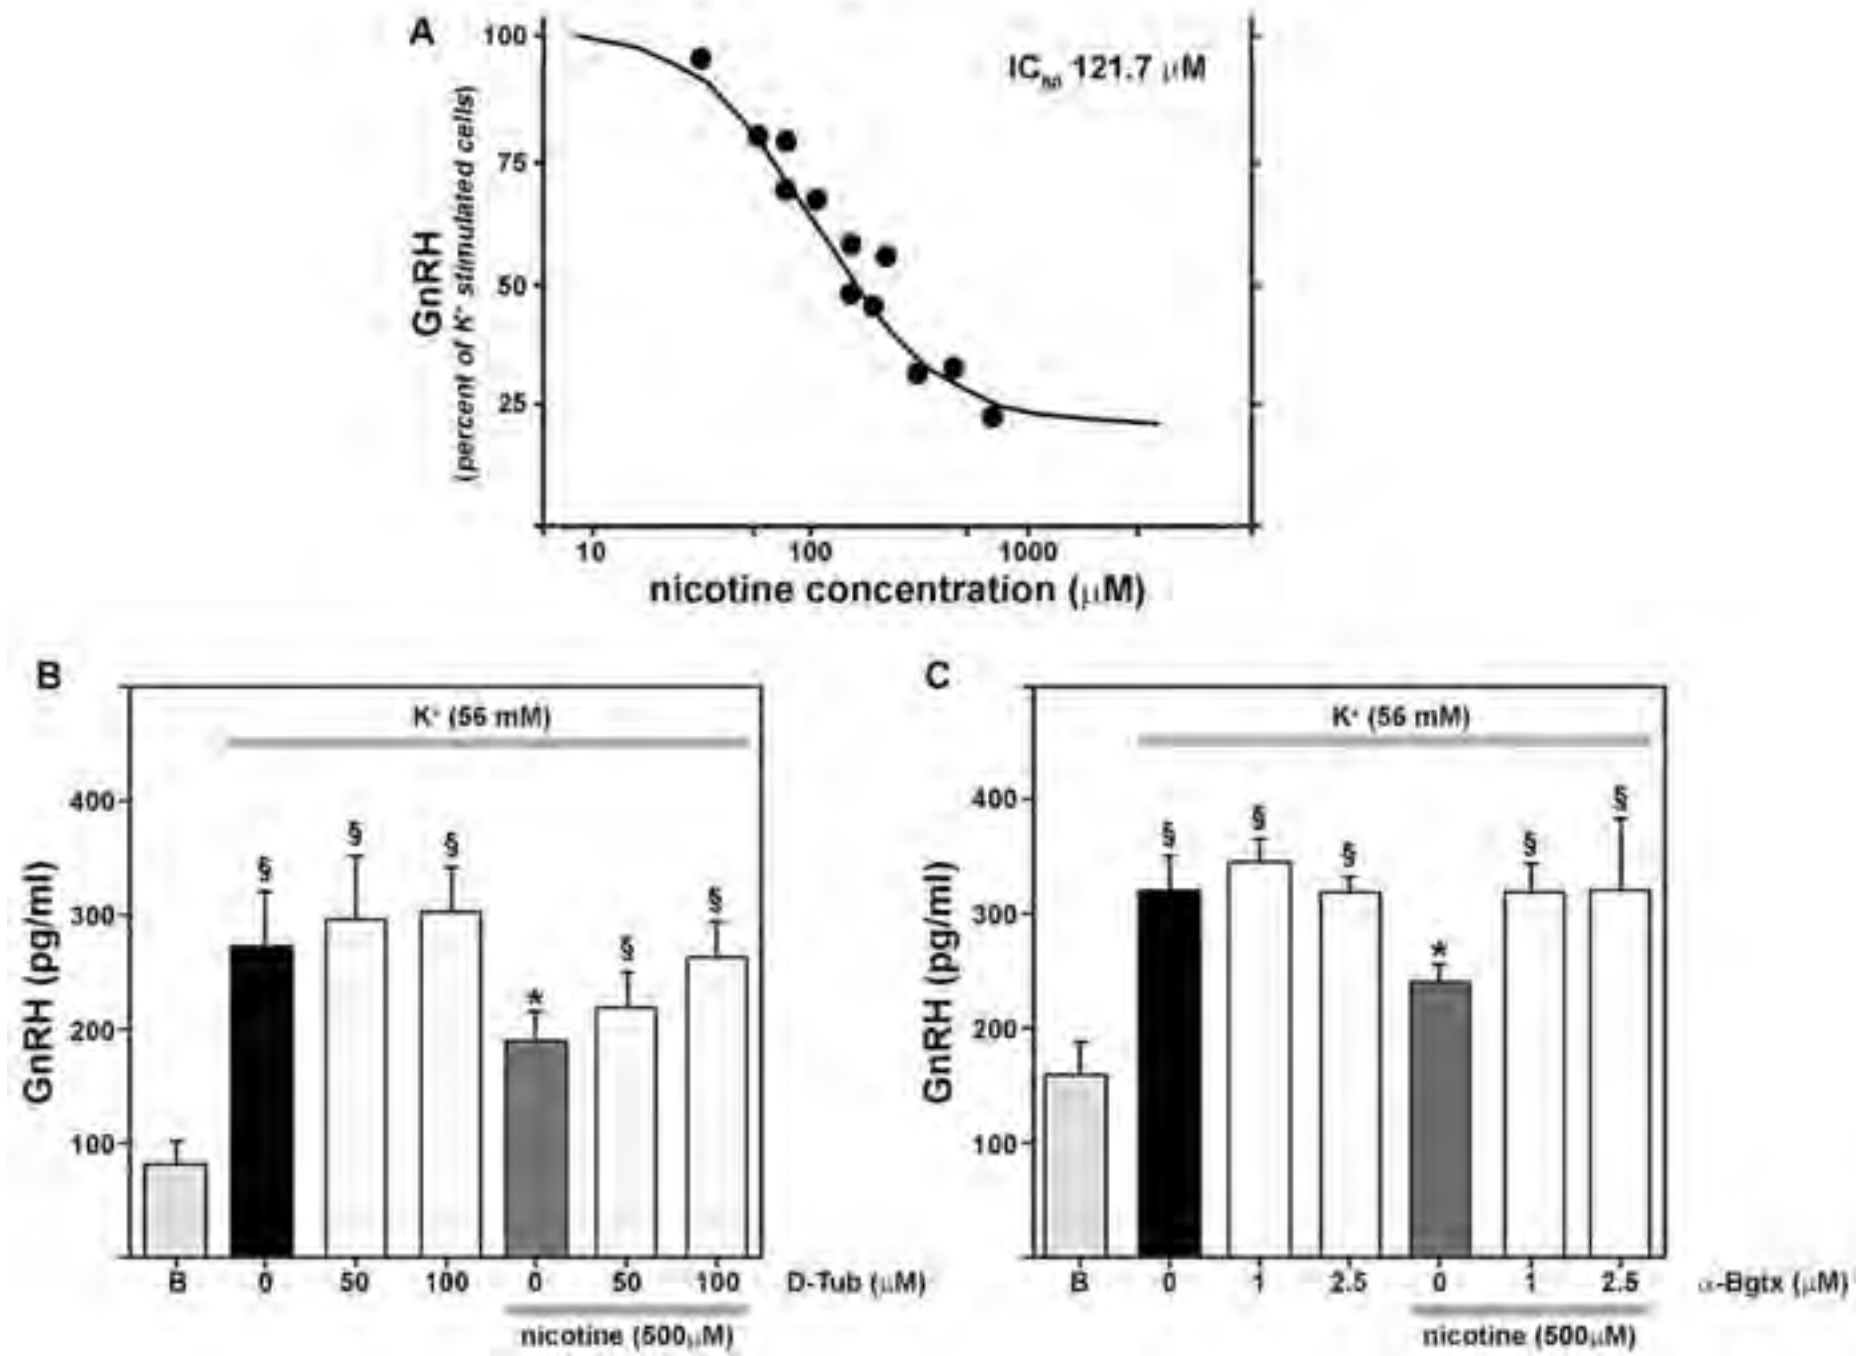 A
100
75
50
25
GnRH
(percent of K+ stimulated cells)
IC50 121.7 μM
10 100 1000
nicotine concentration (μM)
B
K+ (56 mM)
400
300
200
100
GnRH (pg/ml)
§ § § * § §
B 0 50 100 0 50 100 D-Tub (μM)
nicotine (500μM)
C
K+ (56 mM)
400
300
200
100
GnRH (pg/ml)
§ § § * § §
B 0 1 2.5 0 1 2.5 α-Bgtx (μM)
nicotine (500μM)